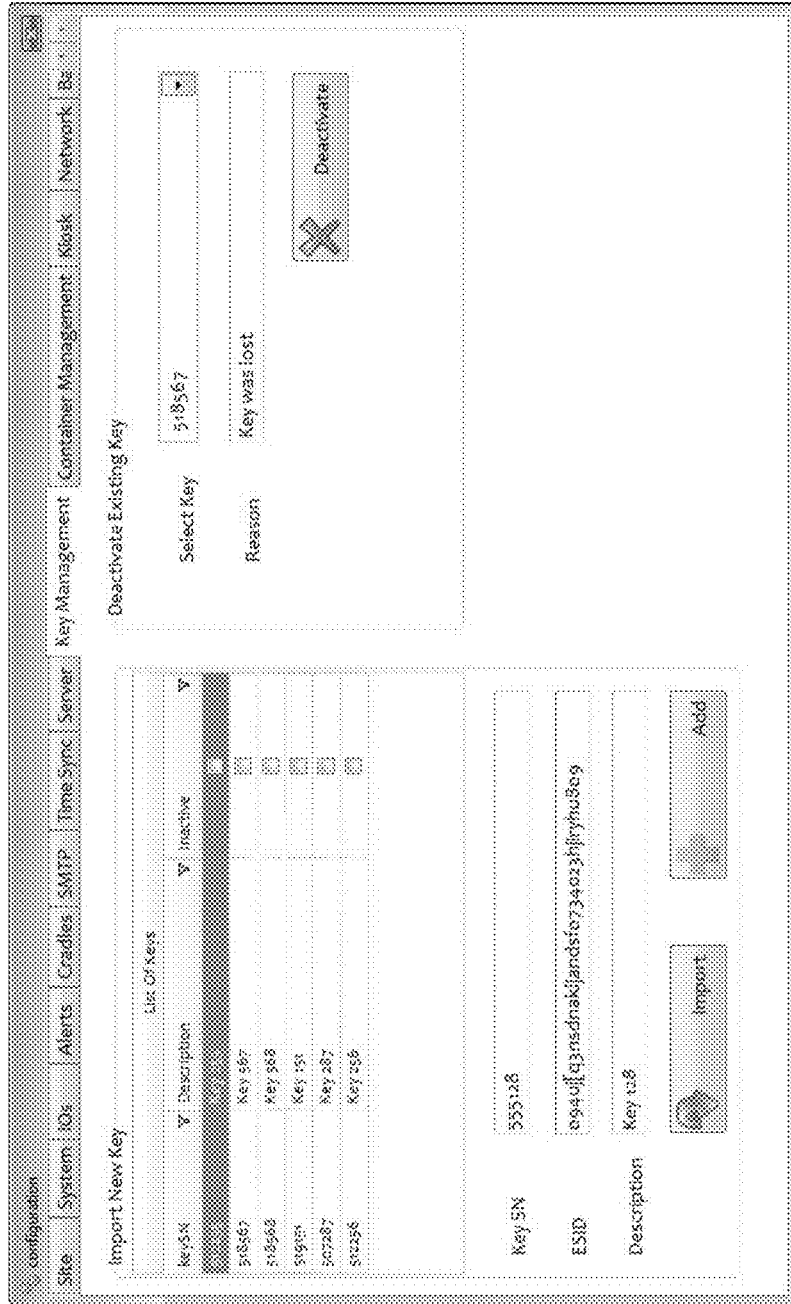 configuration
Site System IOs Alerts Cradles SMTP Time Sync Server Key Management Container Management Kiosk Network Ba
Import New Key
List Of Keys
KeySN Description Inactive
518567 Key 567
518568 Key 568
519151 Key 151
507287 Key 287
512256 Key 256
Key SN 555128
ESID
Description Key 128
Import Add
Deactivate Existing Key
Select Key 518567
Reason Key was lost
Deactivate